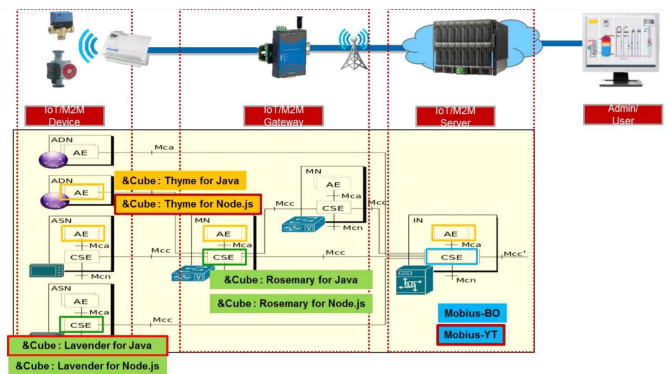 IoT/M2M
Device
IoT/M2M
Gateway
IoT/M2M
Server
Admin/
User
ADN
AE
Mca
ADN
AE
&Cube : Thyme for Java
&Cube : Thyme for Node.js
ASN
AE
Mca
CSE
Mcn
Mcc
MN
AE
Mca
CSE
Mcc
MN
AE
Mca
CSE
Mcc
Mcc
IN
AE
Mca
CSE
Mcn
Mcc'
&Cube : Rosemary for Java
&Cube : Rosemary for Node.js
ASN
AE
Mca
CSE
Mcc
&Cube : Lavender for Java
&Cube : Lavender for Node.js
Mobius-BO
Mobius-YT